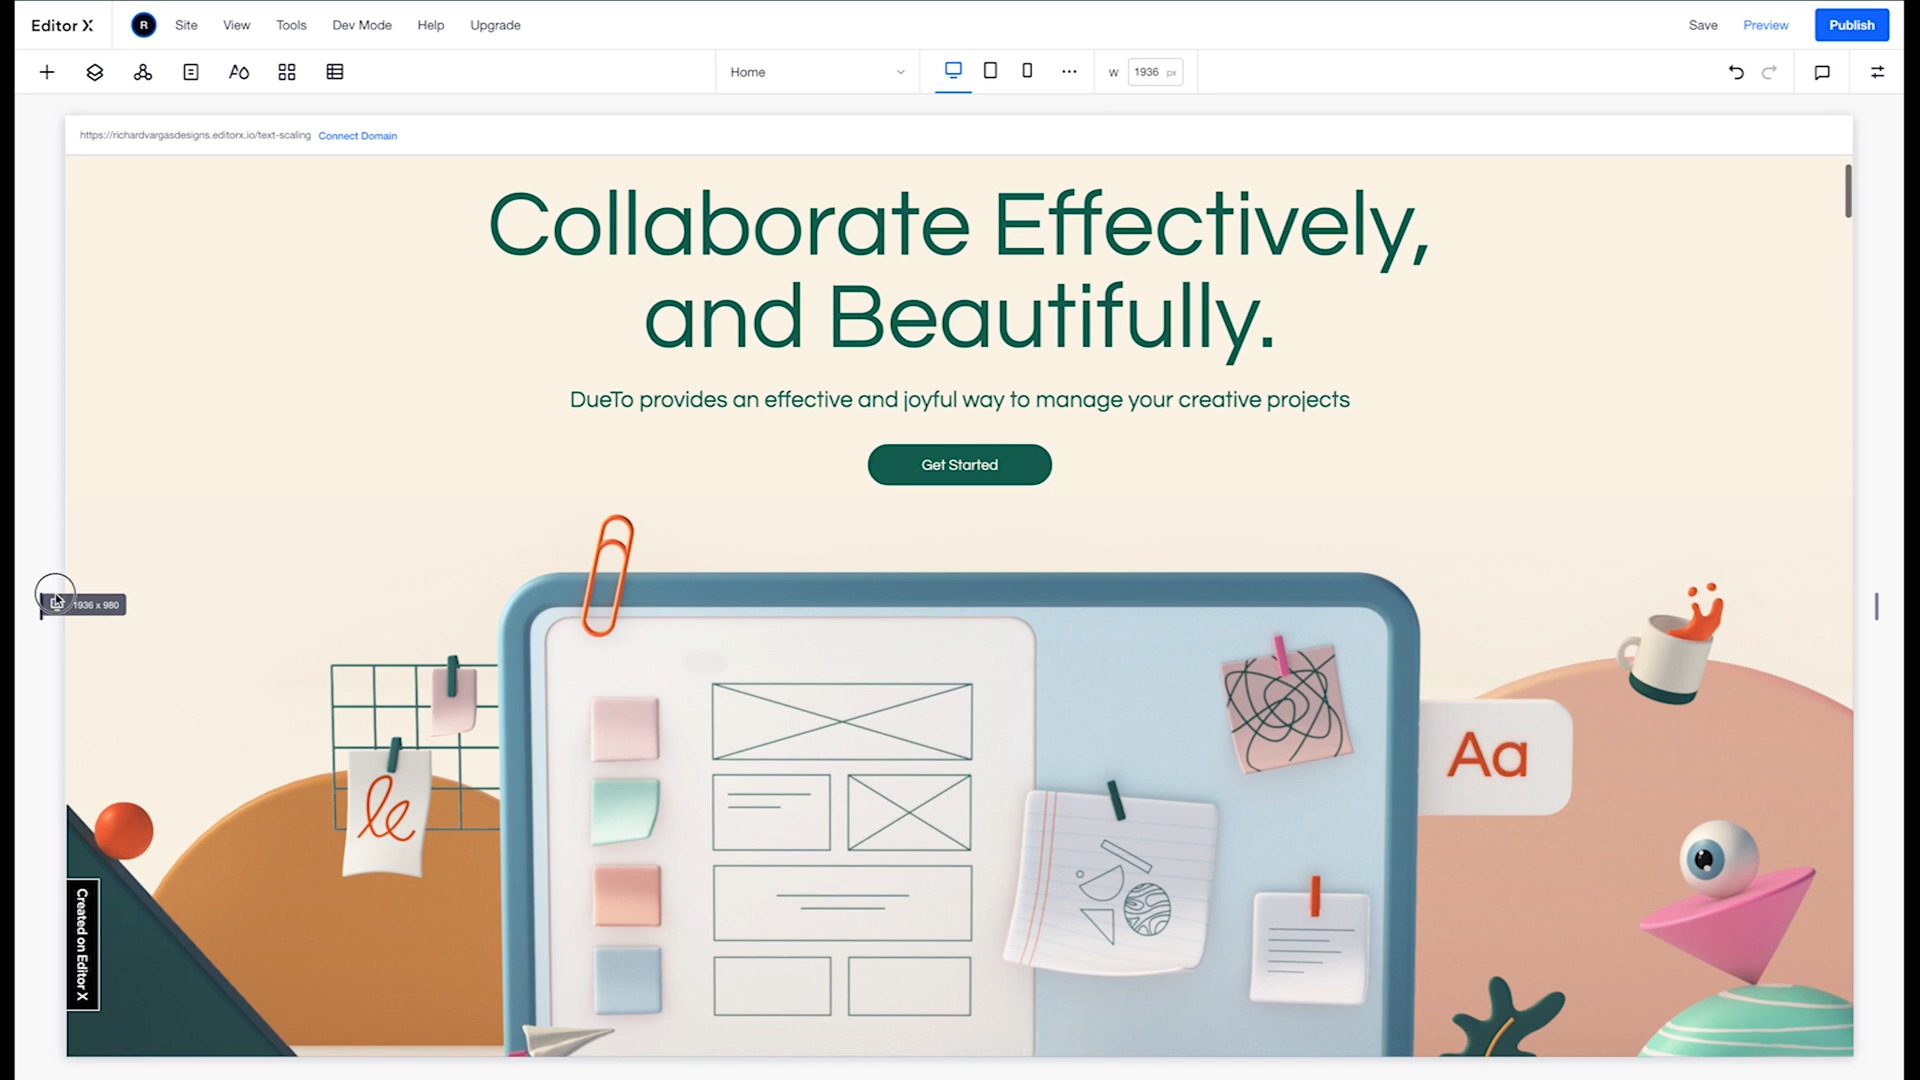 Editor X
R
Site
View
Tools
Dev Mode
Help
Upgrade
Save
Preview
Publish
Home
W
1936 px
https://richardvargasdesigns.editorx.io/text-scaling
Connect Domain
Collaborate Effectively,
and Beautifully.
DueTo provides an effective and joyful way to manage your creative projects
Get Started
1936 x 980
le
Aa
Created on Editor X